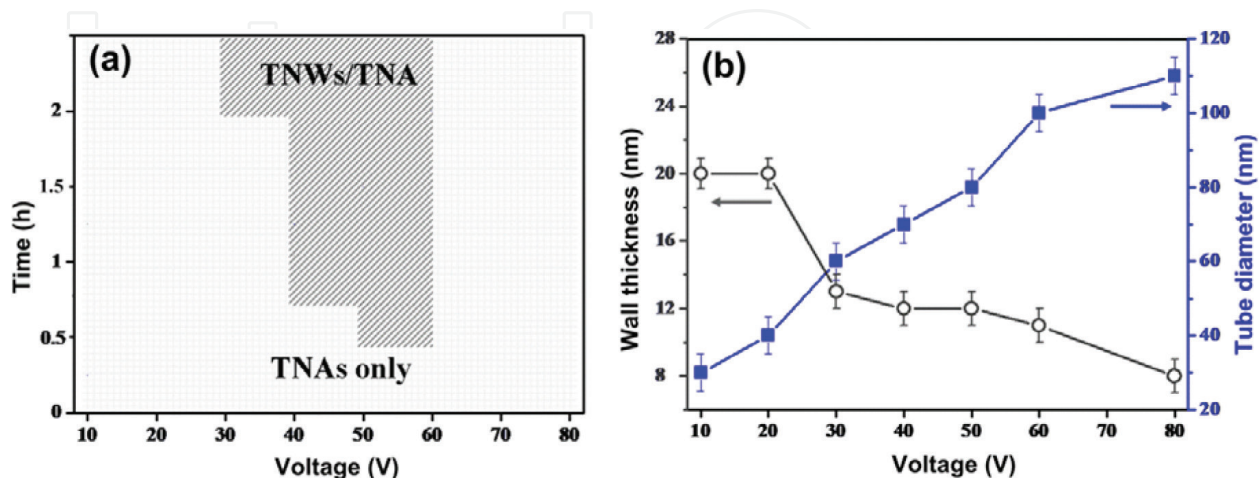 (a)
TNWs/TNA
TNAs only
Time (h)
2
1.5
1
0.5
0
10 20 30 40 50 60 70 80
Voltage (V)
(b)
Wall thickness (nm)
28
24
20
16
12
8
10 20 30 40 50 60 70 80
Voltage (V)
120
100
80
60
40
20
Tube diameter (nm)